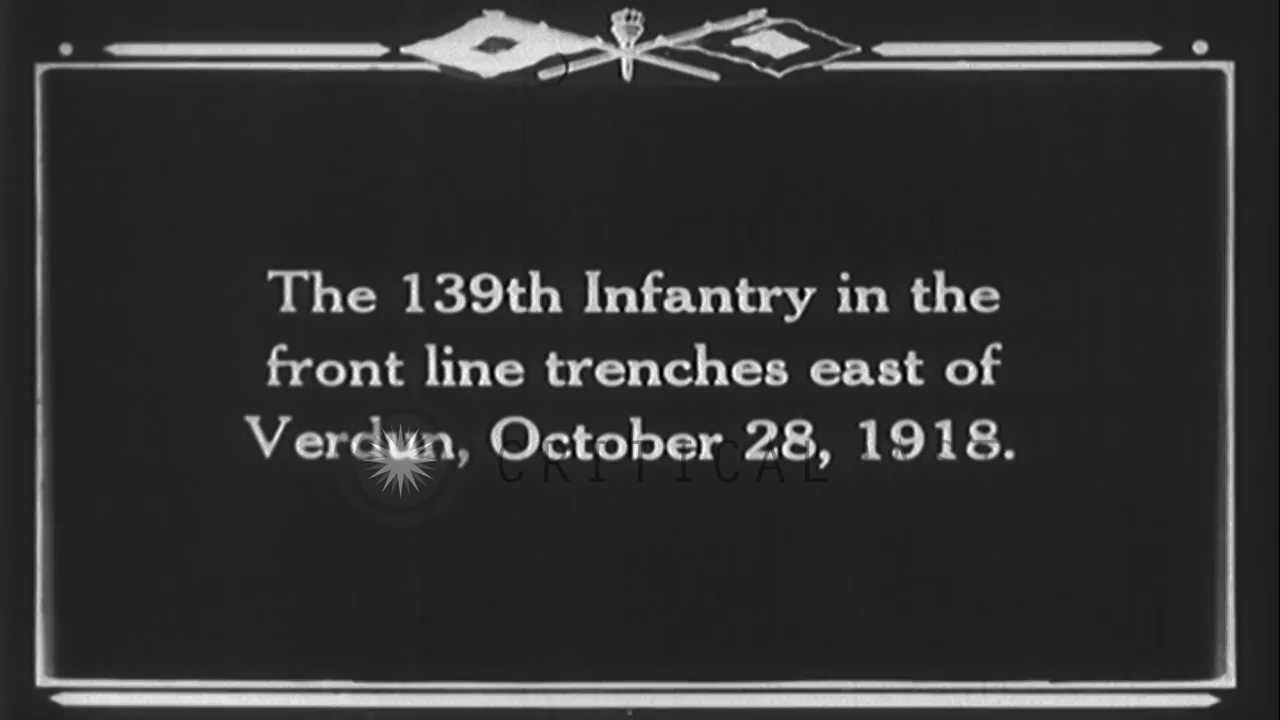 The 139th Infantry in the
front line trenches east of
Verdun, October 28, 1918.
CRITICAL